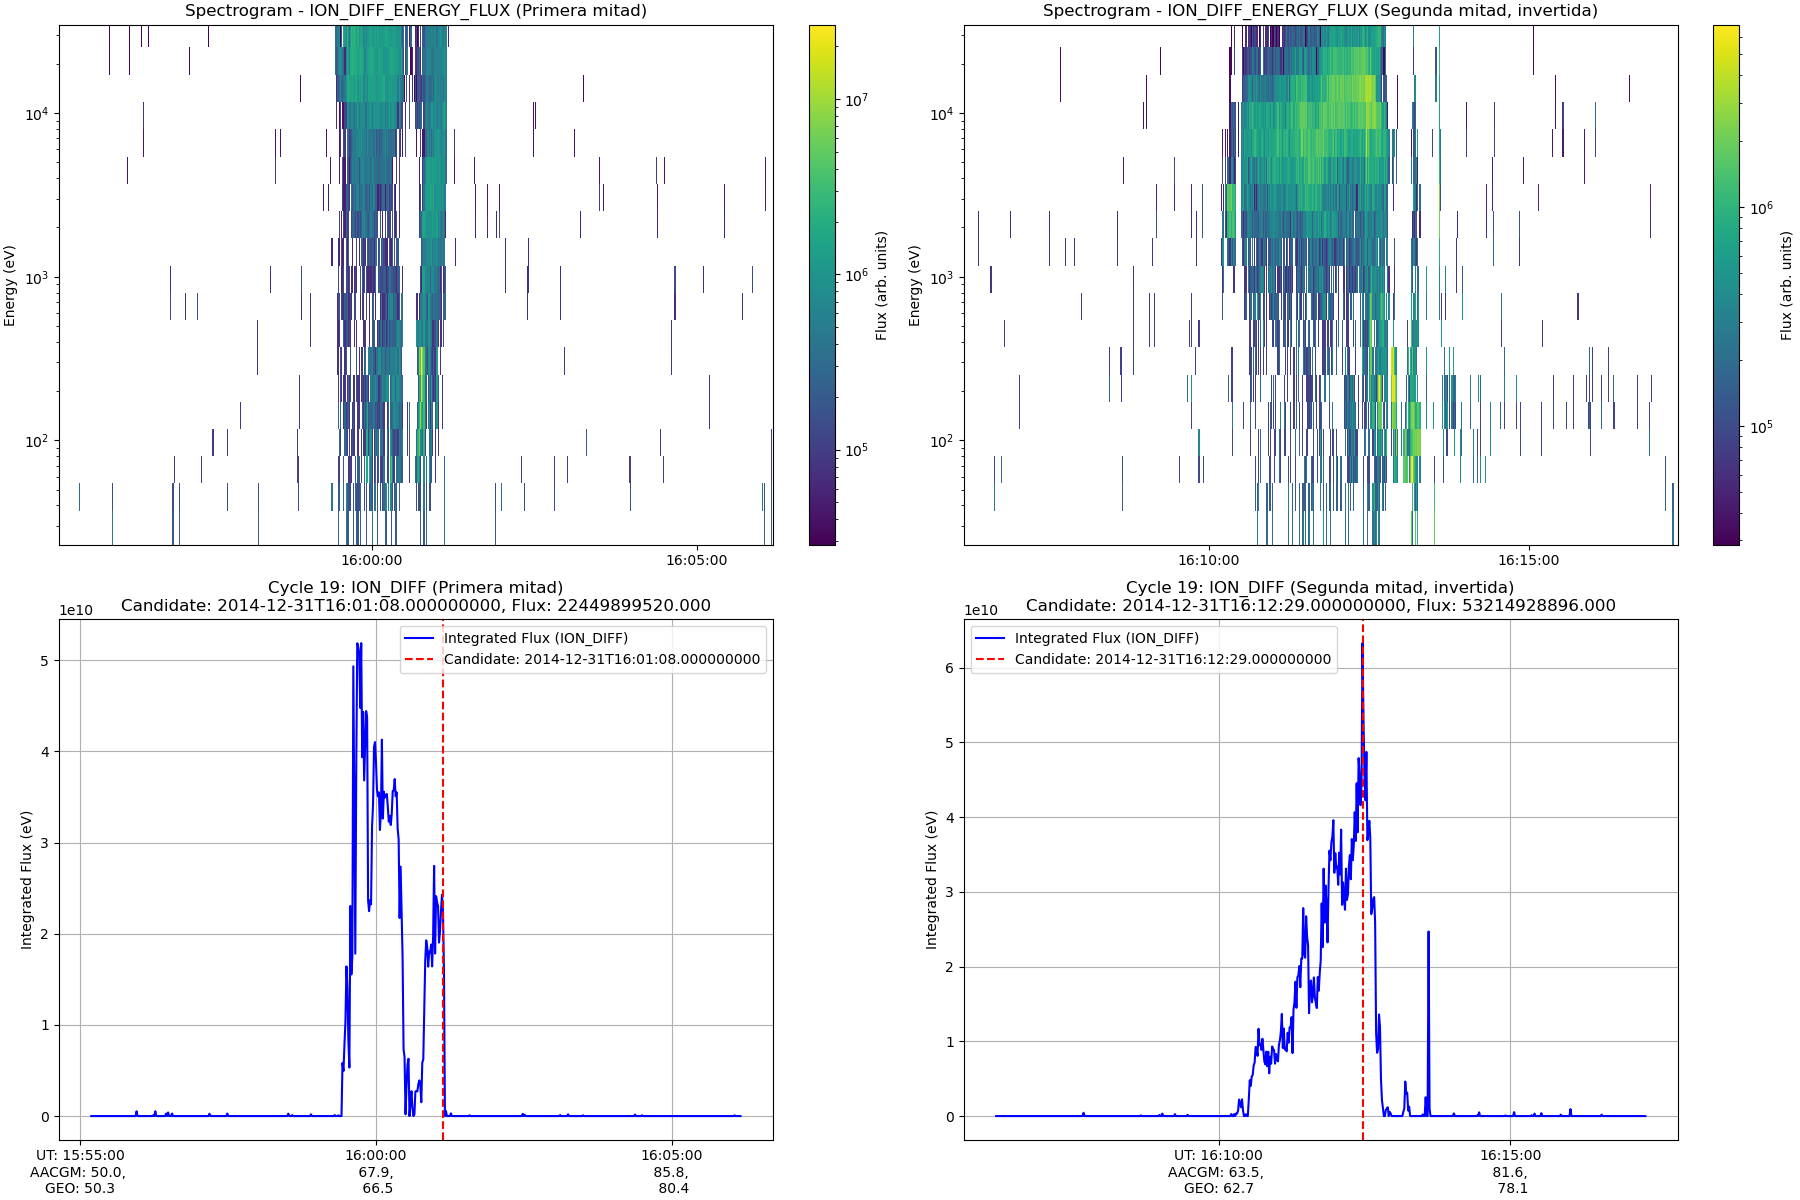 Spectrogram - ION_DIFF_ENERGY_FLUX (Primera mitad)
Energy (eV)
10^4
10^3
10^2
16:00:00
16:05:00
10^7
10^6
10^5
Flux (arb. units)
Spectrogram - ION_DIFF_ENERGY_FLUX (Segunda mitad, invertida)
Energy (eV)
10^4
10^3
10^2
16:10:00
16:15:00
10^6
10^5
Flux (arb. units)
Cycle 19: ION_DIFF (Primera mitad)
Candidate: 2014-12-31T16:01:08.000000000, Flux: 22449899520.000
1e10
Integrated Flux (ION_DIFF)
Candidate: 2014-12-31T16:01:08.000000000
Integrated Flux (eV)
5
4
3
2
1
0
UT: 15:55:00
AACGM: 50.0,
GEO: 50.3
16:00:00
67.9,
66.5
16:05:00
85.8,
80.4
Cycle 19: ION_DIFF (Segunda mitad, invertida)
Candidate: 2014-12-31T16:12:29.000000000, Flux: 53214928896.000
1e10
Integrated Flux (ION_DIFF)
Candidate: 2014-12-31T16:12:29.000000000
Integrated Flux (eV)
6
5
4
3
2
1
0
UT: 16:10:00
AACGM: 63.5,
GEO: 62.7
16:15:00
81.6,
78.1